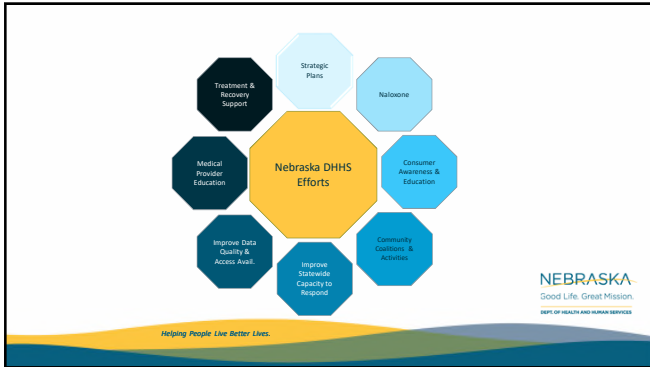 Strategic
Plans
Naloxone
Consumer
Awareness &
Education
Community
Coalitions &
Activities
Improve
Statewide
Capacity to
Respond
Improve Data
Quality &
Access Avail.
Medical
Provider
Education
Treatment &
Recovery
Support
Nebraska DHHS
Efforts
NEBRASKA
Good Life. Great Mission.
DEPT. OF HEALTH AND HUMAN SERVICES
Helping People Live Better Lives.